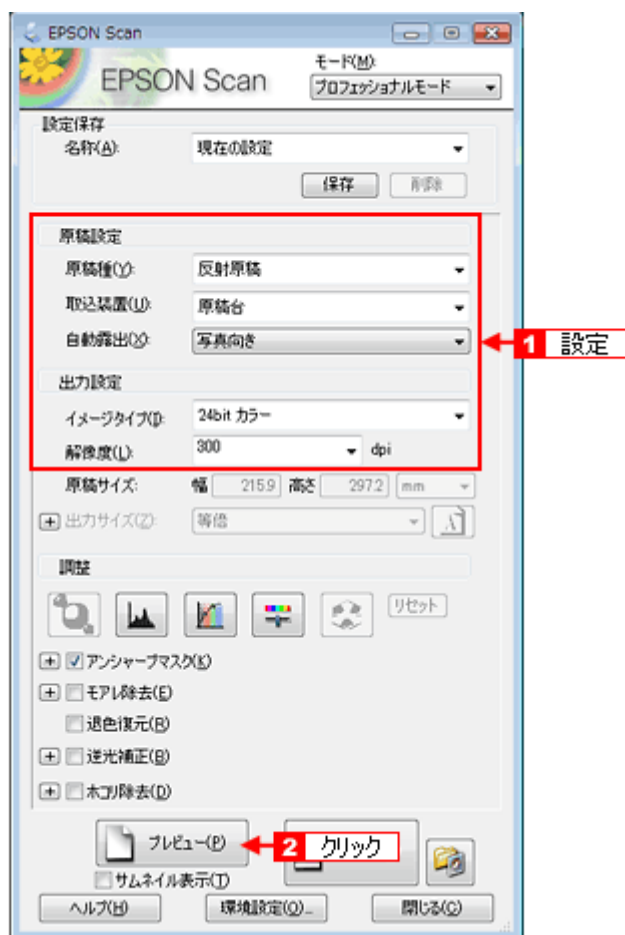 EPSON Scan
EPSON Scan
モード(M):
プロフェッショナルモード
設定保存
名称(A):
現在の設定
保存
削除
原稿設定
原稿種(Y):
反射原稿
取込装置(U):
原稿台
自動露出(X):
写真向き
1 設定
出力設定
イメージタイプ(I):
24bit カラー
解像度(L):
300
dpi
原稿サイズ:
幅 215.9 高さ 297.2 mm
出力サイズ(Z):
等倍
調整
リセット
アンシャープマスク(K)
モアレ除去(E)
退色復元(R)
逆光補正(B)
ホコリ除去(D)
プレビュー(P)
2 クリック
サムネイル表示(T)
ヘルプ(H)
環境設定(O)...
閉じる(C)